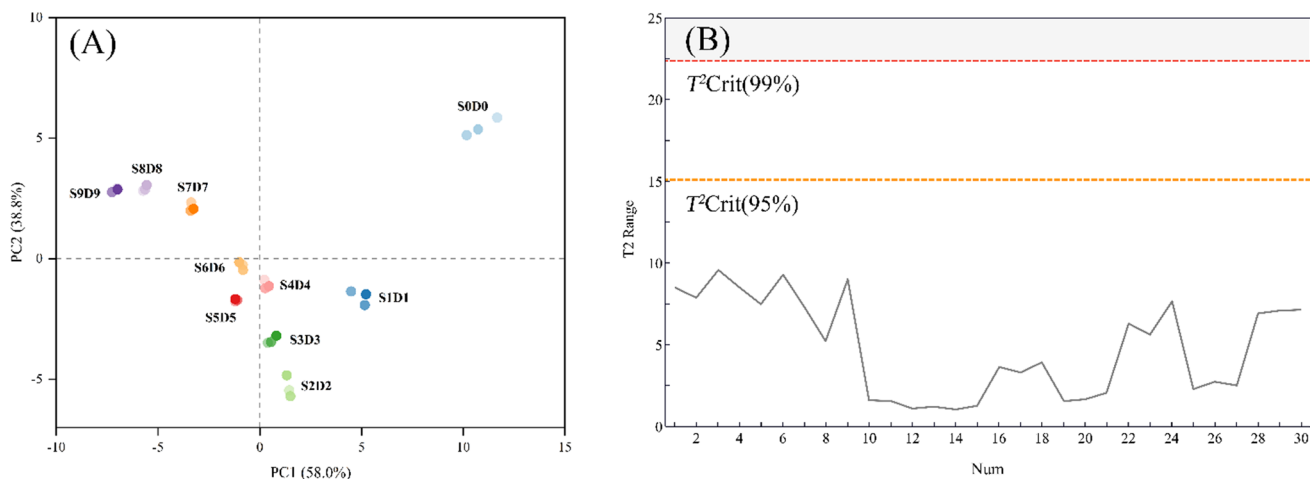 (A)
10
5
0
-5
PC2 (38.8%)
S0D0
S8D8
S9D9
S7D7
S6D6
S4D4
S1D1
S5D5
S3D3
S2D2
-10
-5
0
5
10
15
PC1 (58.0%)
(B)
25
22
25
15
10
5
0
T2 Range
T²Crit(99%)
T²Crit(95%)
2
4
6
8
10
12
14
16
18
20
22
24
26
28
30
Num